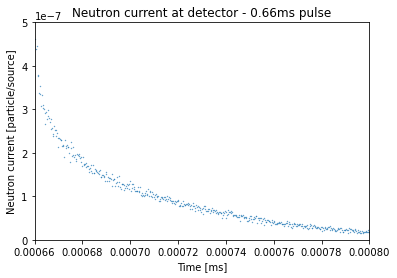 Neutron current at detector - 0.66ms pulse
1e-7
5
4
3
2
1
0
Neutron current [particle/source]
0.00066 0.00068 0.00070 0.00072 0.00074 0.00076 0.00078 0.00080
Time [ms]